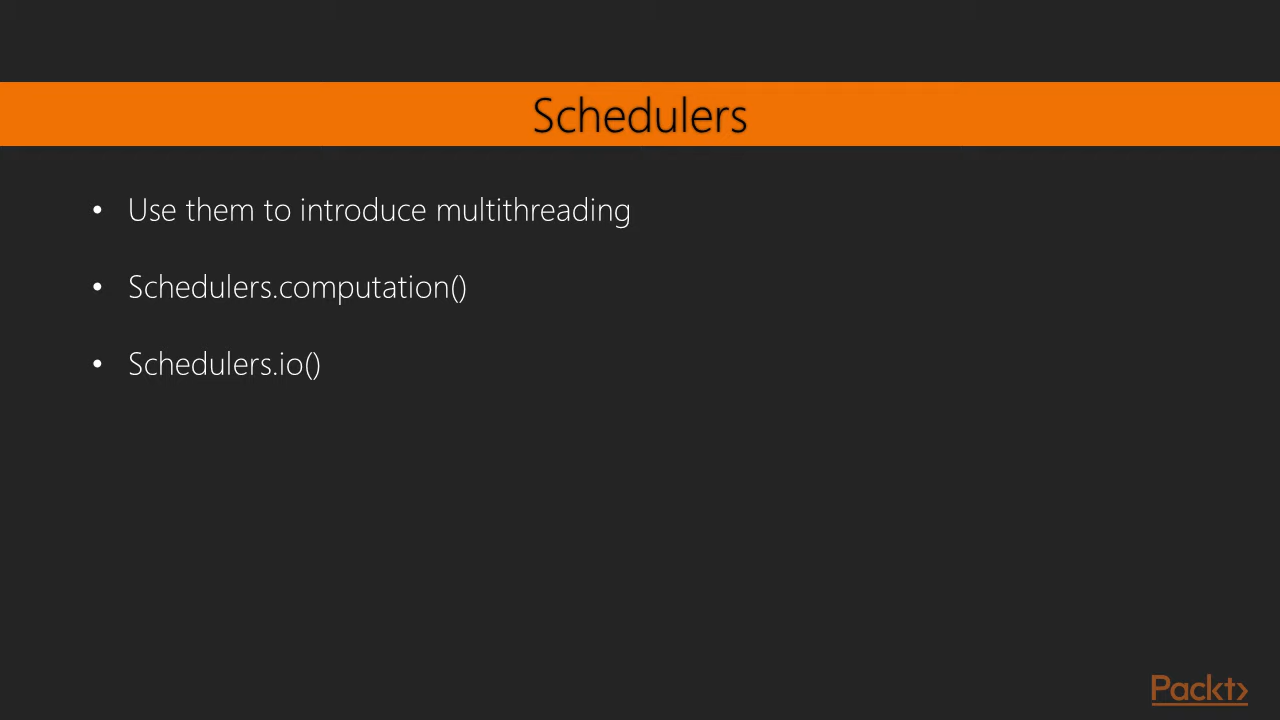 Schedulers
• Use them to introduce multithreading
• Schedulers.computation()
• Schedulers.io()
Packt>